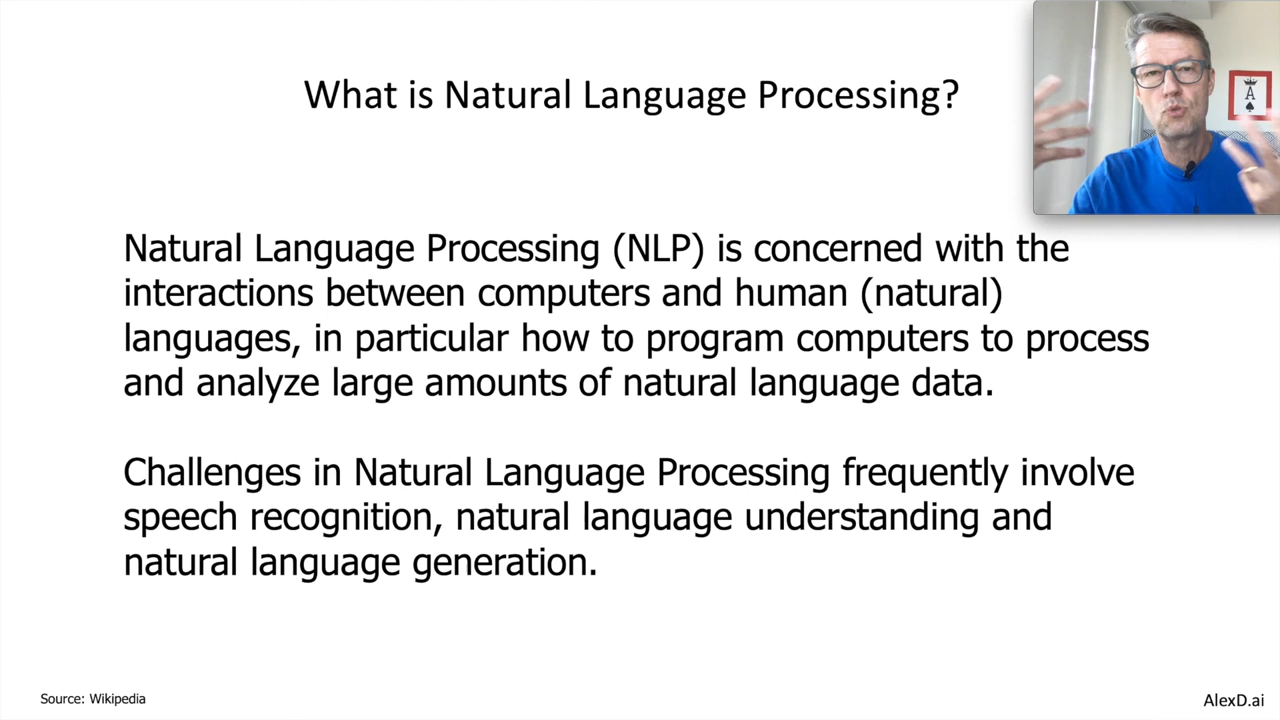 What is Natural Language Processing?
A
Natural Language Processing (NLP) is concerned with the
interactions between computers and human (natural)
languages, in particular how to program computers to process
and analyze large amounts of natural language data.
Challenges in Natural Language Processing frequently involve
speech recognition, natural language understanding and
natural language generation.
Source: Wikipedia
AlexD.ai